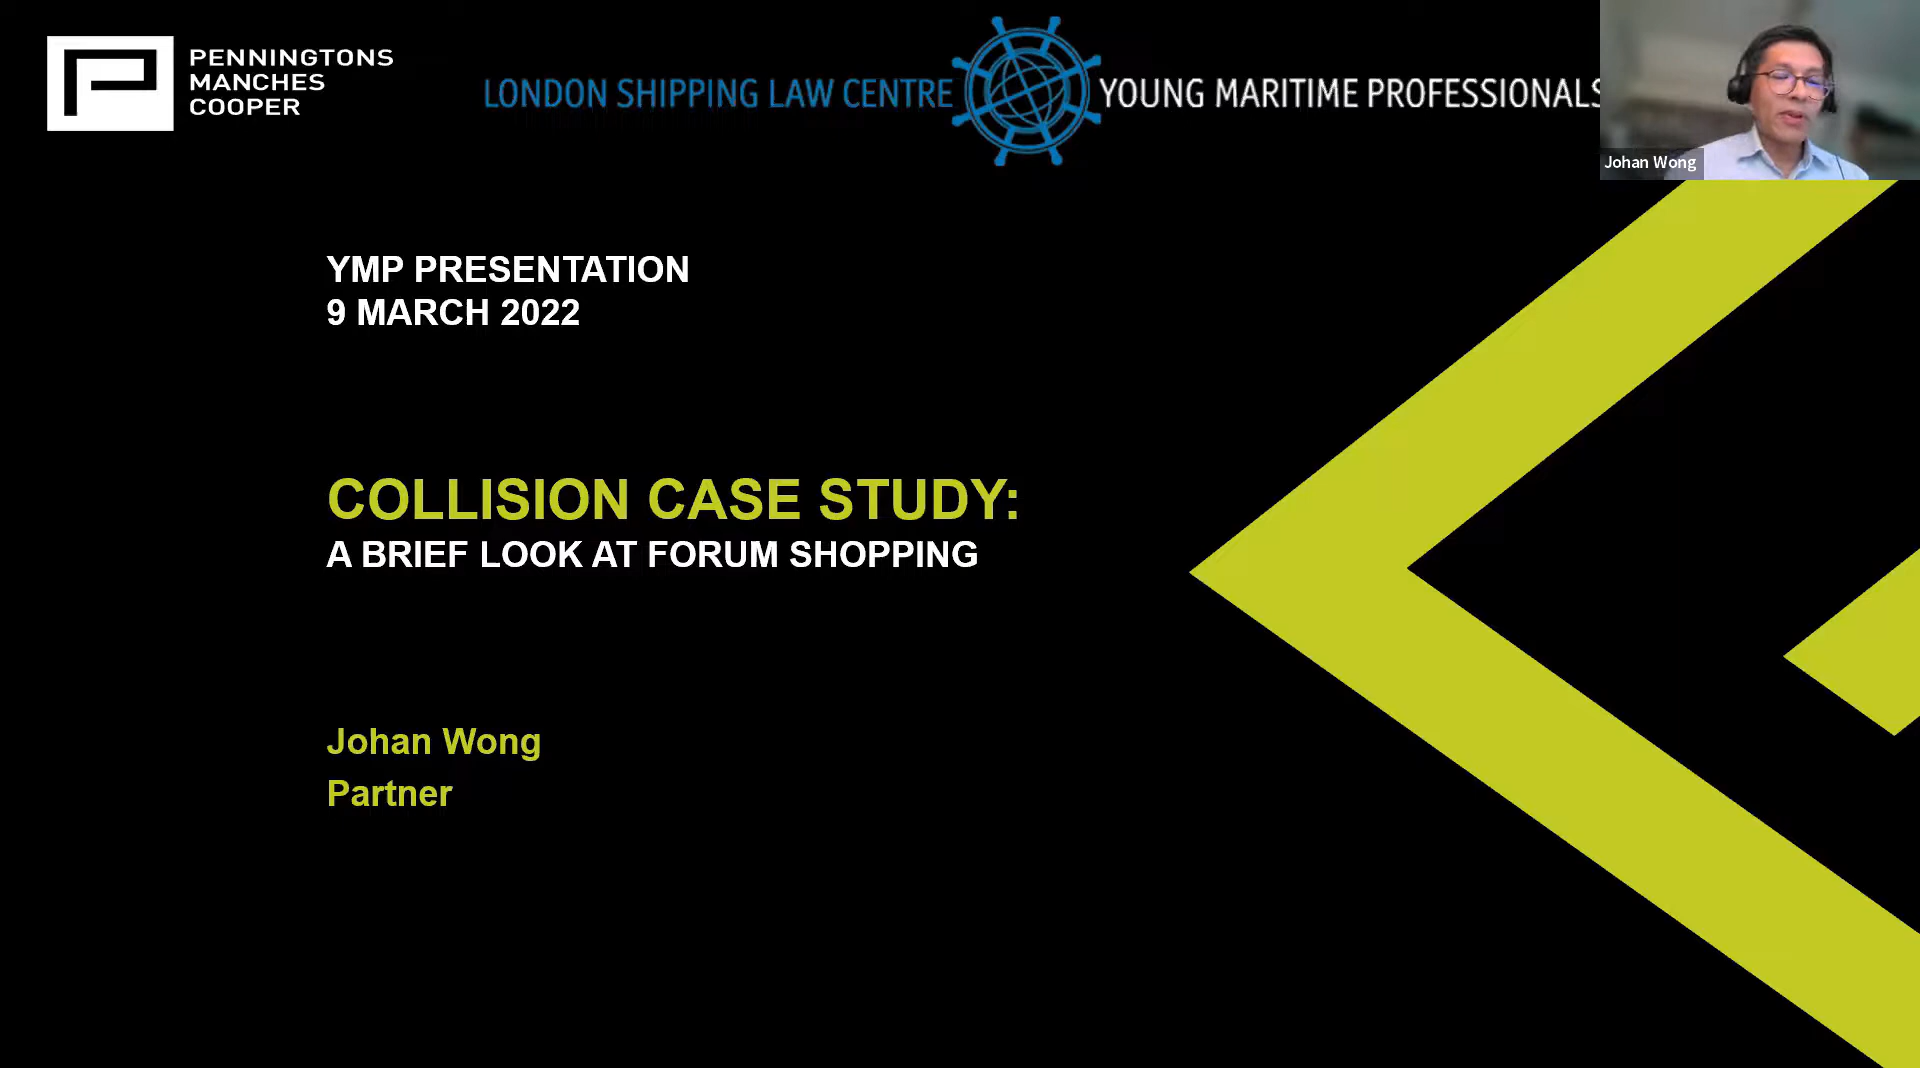 PENNINGTONS
MANCHES
COOPER
LONDON SHIPPING LAW CENTRE YOUNG MARITIME PROFESSIONALS
Johan Wong
YMP PRESENTATION
9 MARCH 2022
COLLISION CASE STUDY:
A BRIEF LOOK AT FORUM SHOPPING
Johan Wong
Partner